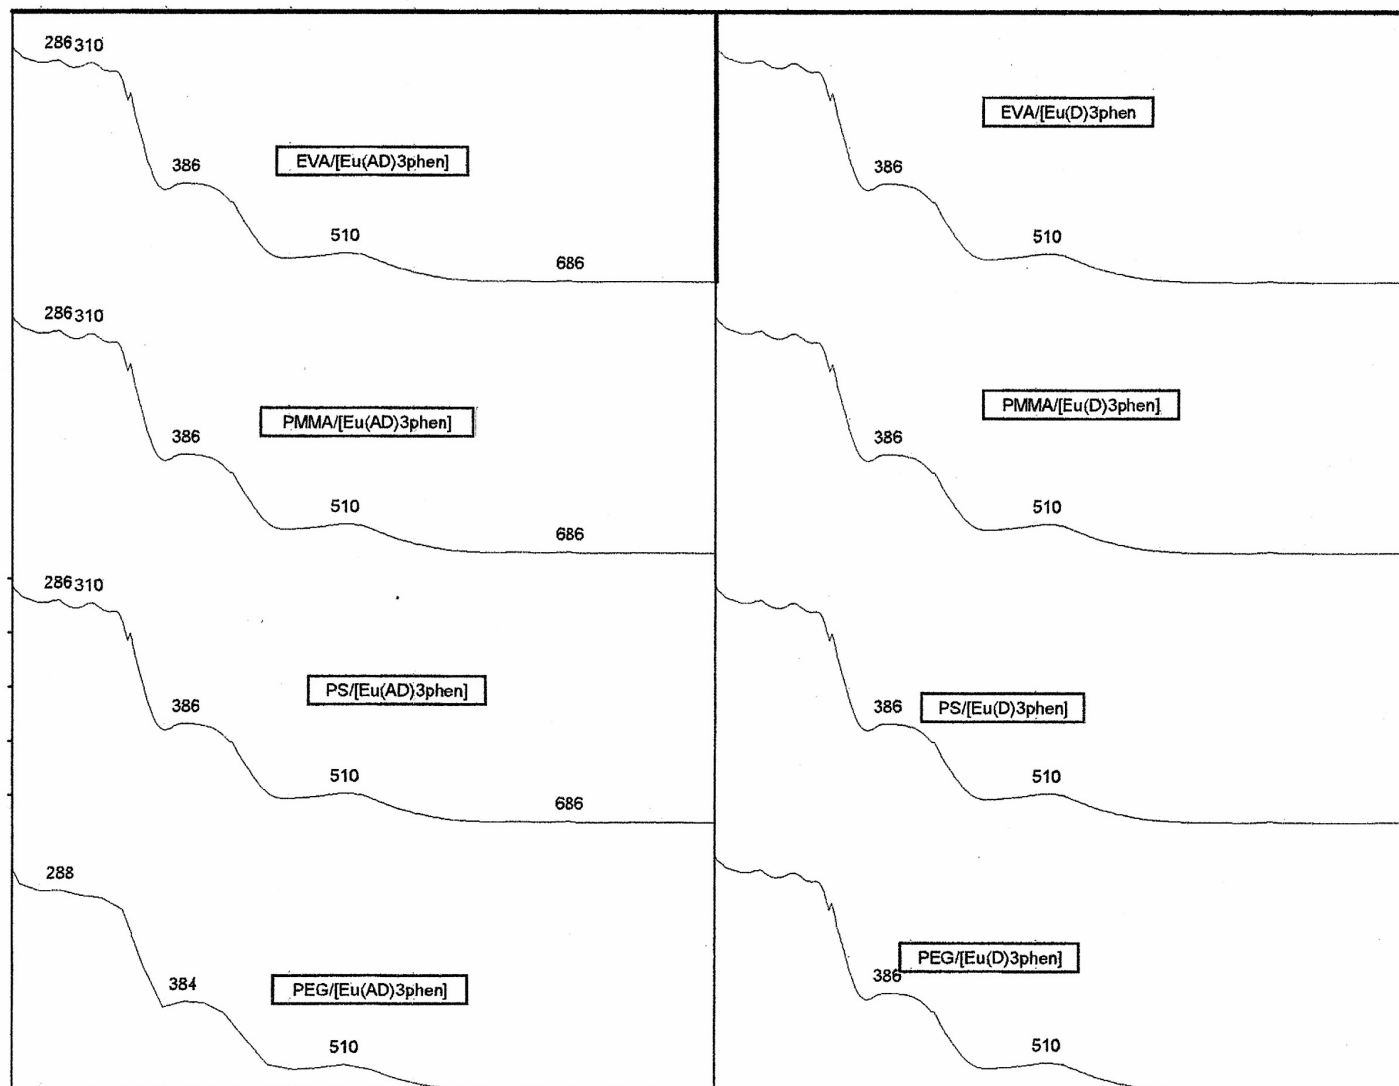 286 310
386
EVA/[Eu(AD)3phen]
510
686
EVA/[Eu(D)3phen
386
510
286 310
386
PMMA/[Eu(AD)3phen]
510
686
PMMA/[Eu(D)3phen]
386
510
286 310
386
PS/[Eu(AD)3phen]
510
686
386
PS/[Eu(D)3phen]
510
288
384
PEG/[Eu(AD)3phen]
510
PEG/[Eu(D)3phen]
386
510